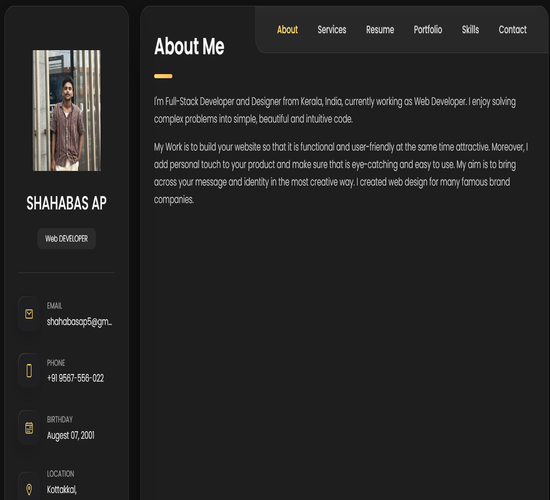 SHAHABAS AP
Web DEVELOPER
EMAIL
shahabasap5@gm...
PHONE
+91 9567-556-022
BIRTHDAY
Augest 07, 2001
LOCATION
Kottakkal,
About
Services
Resume
Portfolio
Skills
Contact
About Me
I'm Full-Stack Developer and Designer from Kerala, India, currently working as Web Developer. I enjoy solving
complex problems into simple, beautiful and intuitive code.
My Work is to build your website so that it is functional and user-friendly at the same time attractive. Moreover, I
add personal touch to your product and make sure that is eye-catching and easy to use. My aim is to bring
across your message and identity in the most creative way. I created web design for many famous brand
companies.